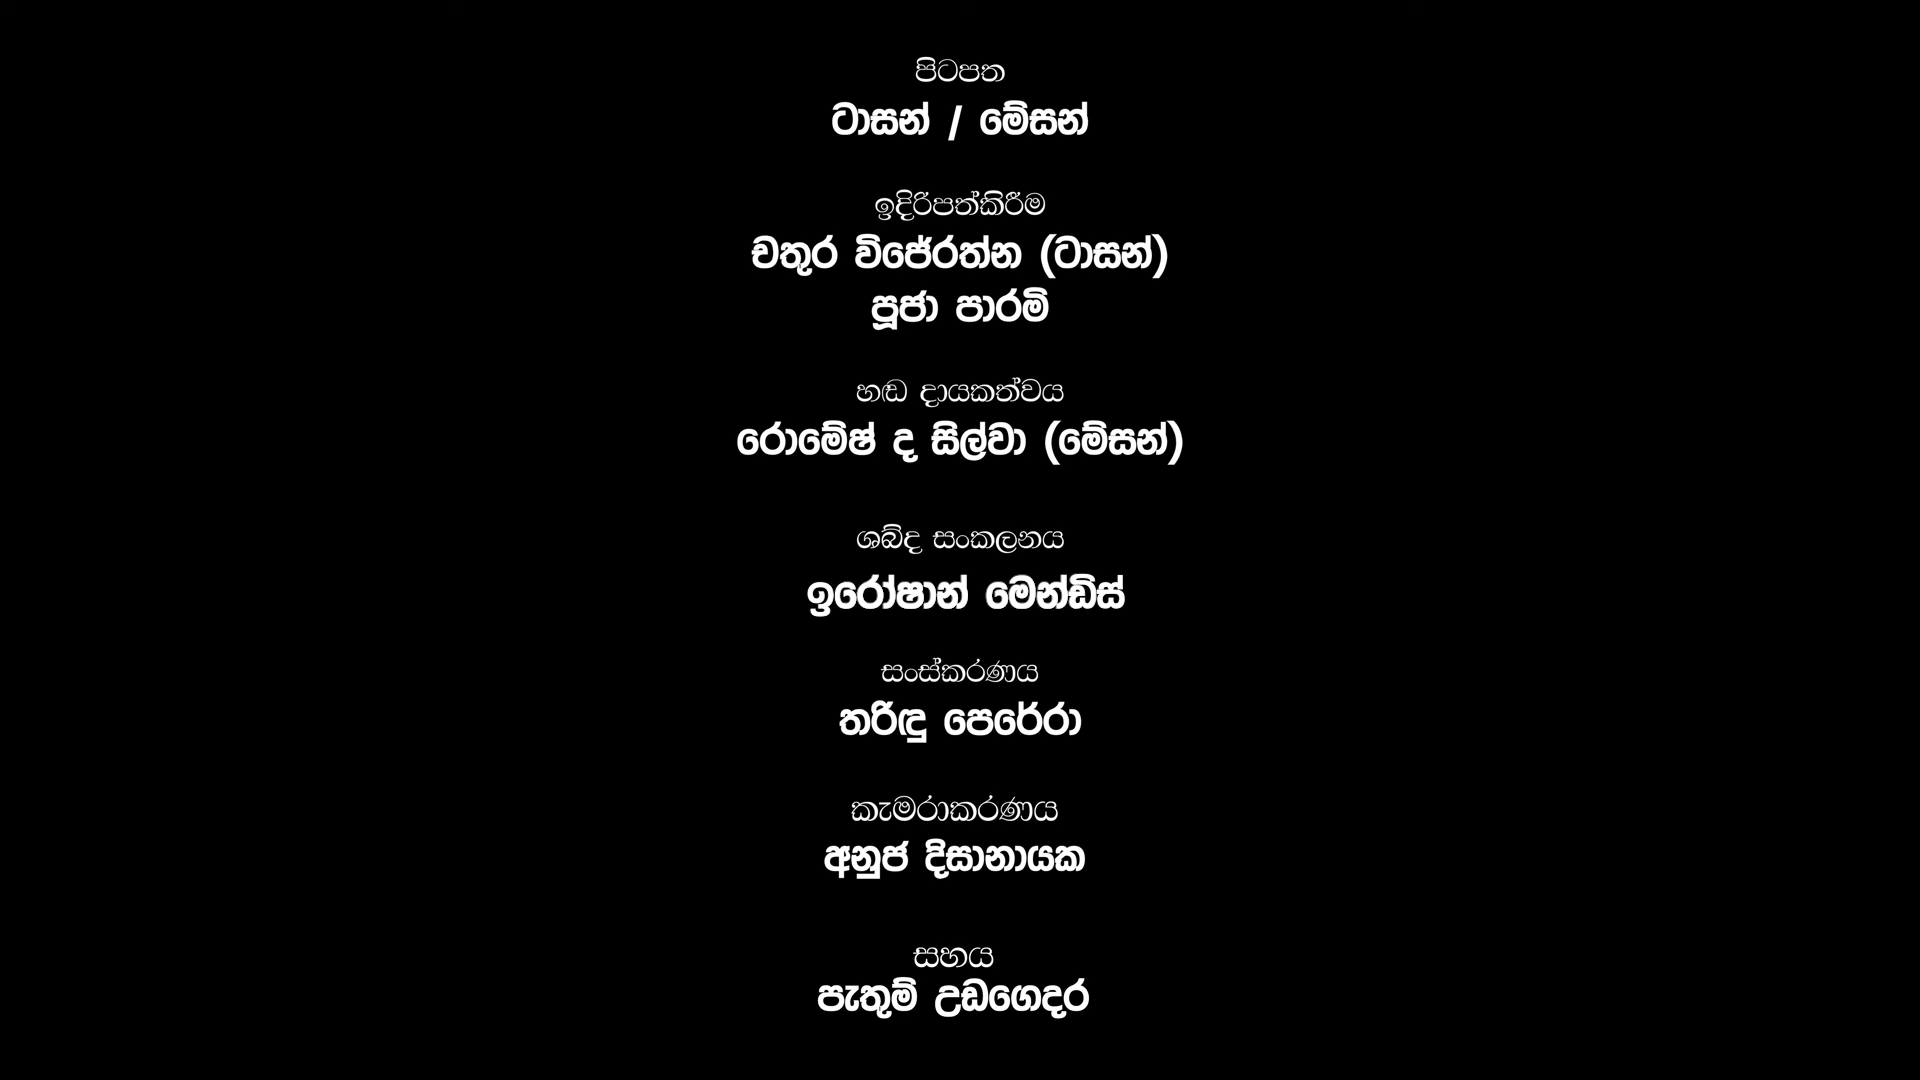 පිටපත
ටාසන් / මේසන්
ඉදිරිපත්කිරීම
චතුර විජේරත්න (ටාසන්)
පූජා පාරමි
හඬ දායකත්වය
රොමේෂ් ද සිල්වා (මේසන්)
ශබ්ද සංකලනය
ඉරෝෂාන් මෙන්ඩිස්
සංස්කරණය
තරිඳු පෙරේරා
කැමරාකරණය
අනුජ දිසානායක
සහය
පැතුම් උඩගෙදර